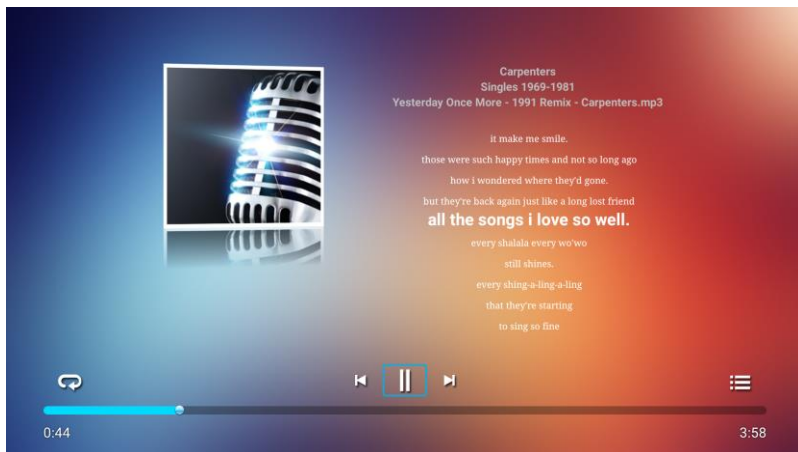 Carpenters
Singles 1969-1981
Yesterday Once More - 1991 Remix - Carpenters.mp3
it make me smile.
those were such happy times and not so long ago
how i wondered where they'd gone.
but they're back again just like a long lost friend
all the songs i love so well.
every shalala every wo'wo
still shines.
every shing-a-ling-a-ling
that they're starting
to sing so fine
0:44
3:58